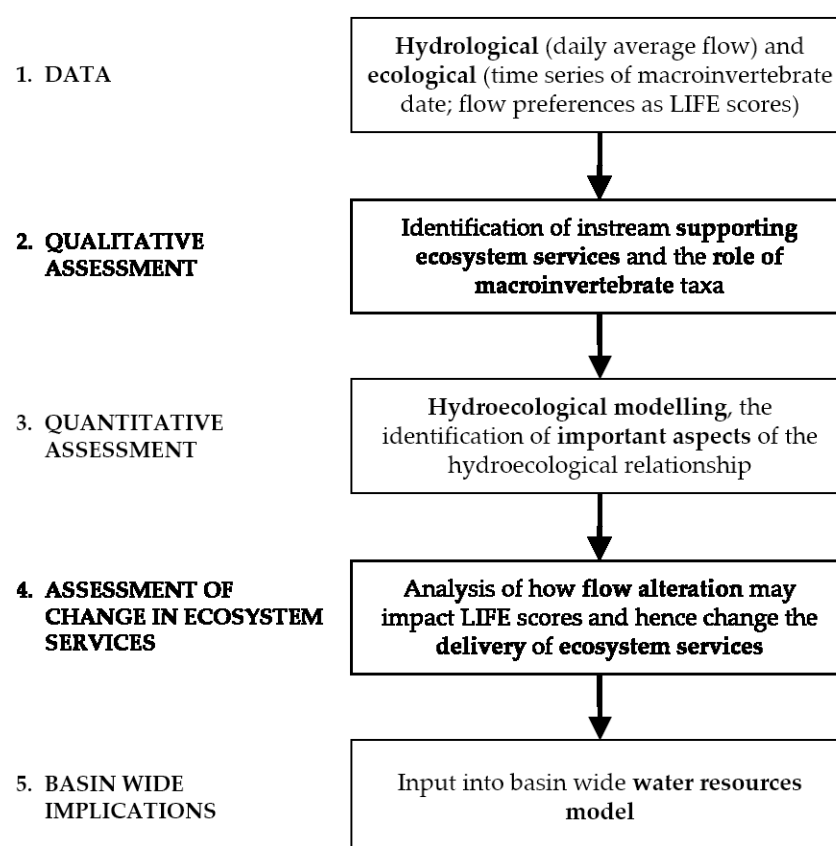 1. DATA
Hydrological (daily average flow) and
ecological (time series of macroinvertebrate
date; flow preferences as LIFE scores)
2. QUALITATIVE
ASSESSMENT
Identification of instream supporting
ecosystem services and the role of
macroinvertebrate taxa
3. QUANTITATIVE
ASSESSMENT
Hydroecological modelling, the
identification of important aspects of the
hydroecological relationship
4. ASSESSMENT OF
CHANGE IN ECOSYSTEM
SERVICES
Analysis of how flow alteration may
impact LIFE scores and hence change the
delivery of ecosystem services
5. BASIN WIDE
IMPLICATIONS
Input into basin wide water resources
model